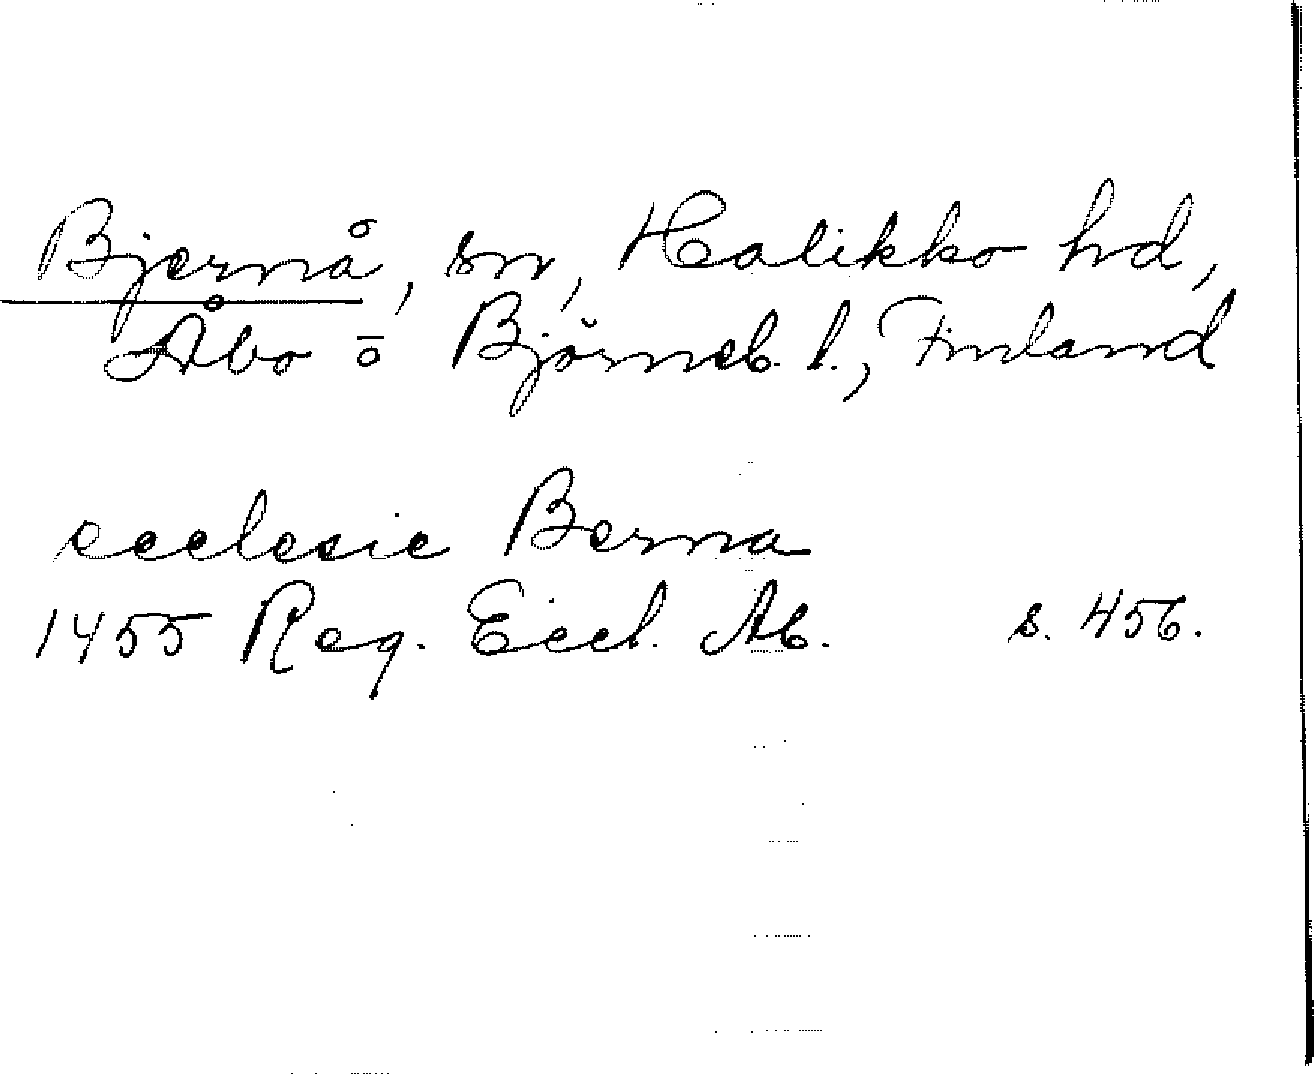 Bjernå, sn, Halikko hd,
Åbo o Björneb. l., Finland
ecclesie Berna
1455 Reg. Eccl. Ab. s. 456.